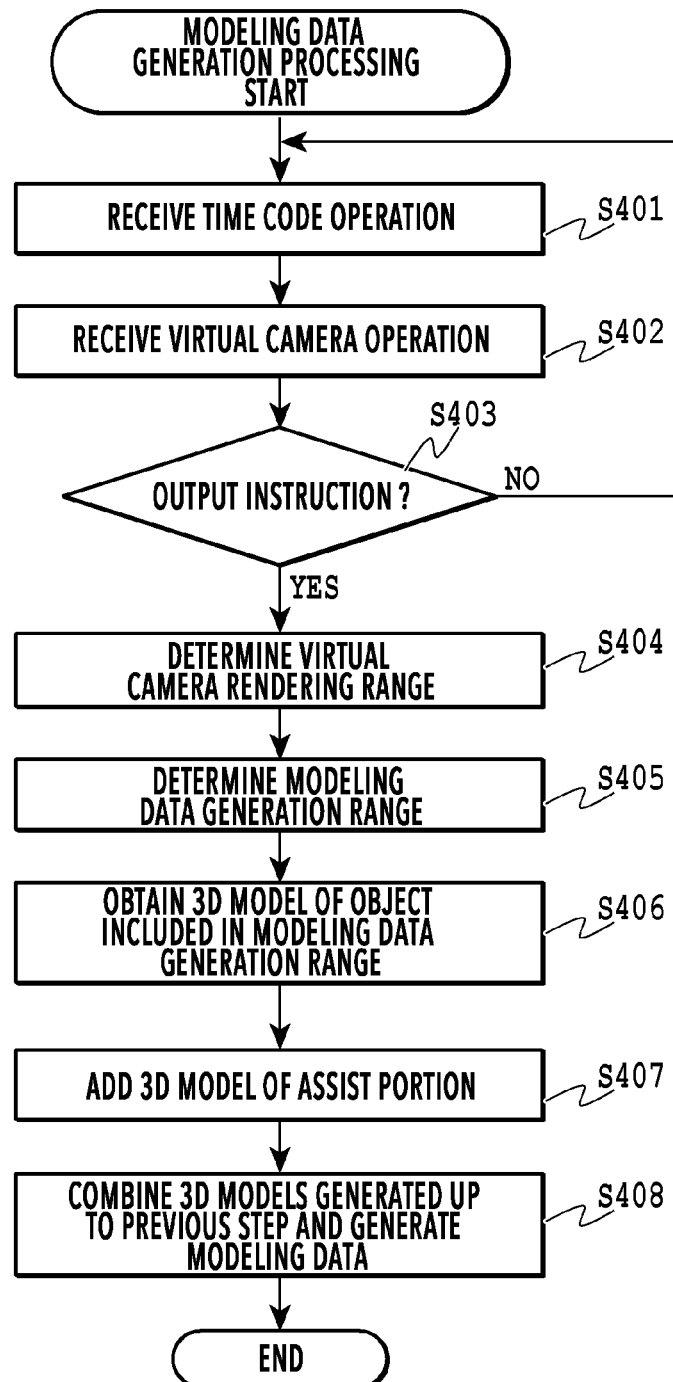 MODELING DATA
GENERATION PROCESSING
START
RECEIVE TIME CODE OPERATION
S401
RECEIVE VIRTUAL CAMERA OPERATION
S402
S403
OUTPUT INSTRUCTION ?
NO
YES
DETERMINE VIRTUAL
CAMERA RENDERING RANGE
S404
DETERMINE MODELING
DATA GENERATION RANGE
S405
OBTAIN 3D MODEL OF OBJECT
INCLUDED IN MODELING DATA
GENERATION RANGE
S406
ADD 3D MODEL OF ASSIST PORTION
S407
COMBINE 3D MODELS GENERATED UP
TO PREVIOUS STEP AND GENERATE
MODELING DATA
S408
END